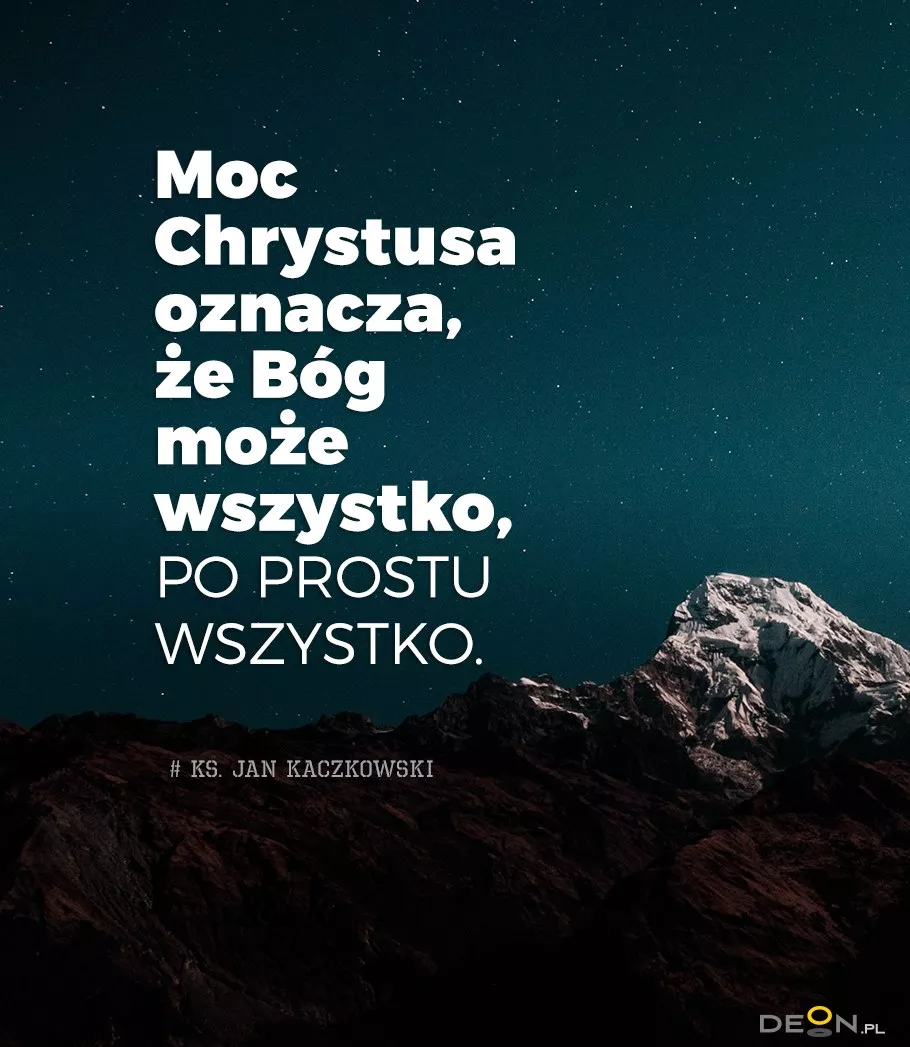 Moc
Chrystusa
oznacza,
że Bóg
może
wszystko,
PO PROSTU
WSZYSTKO.
# KS. JAN KACZKOWSKI
DEON.PL